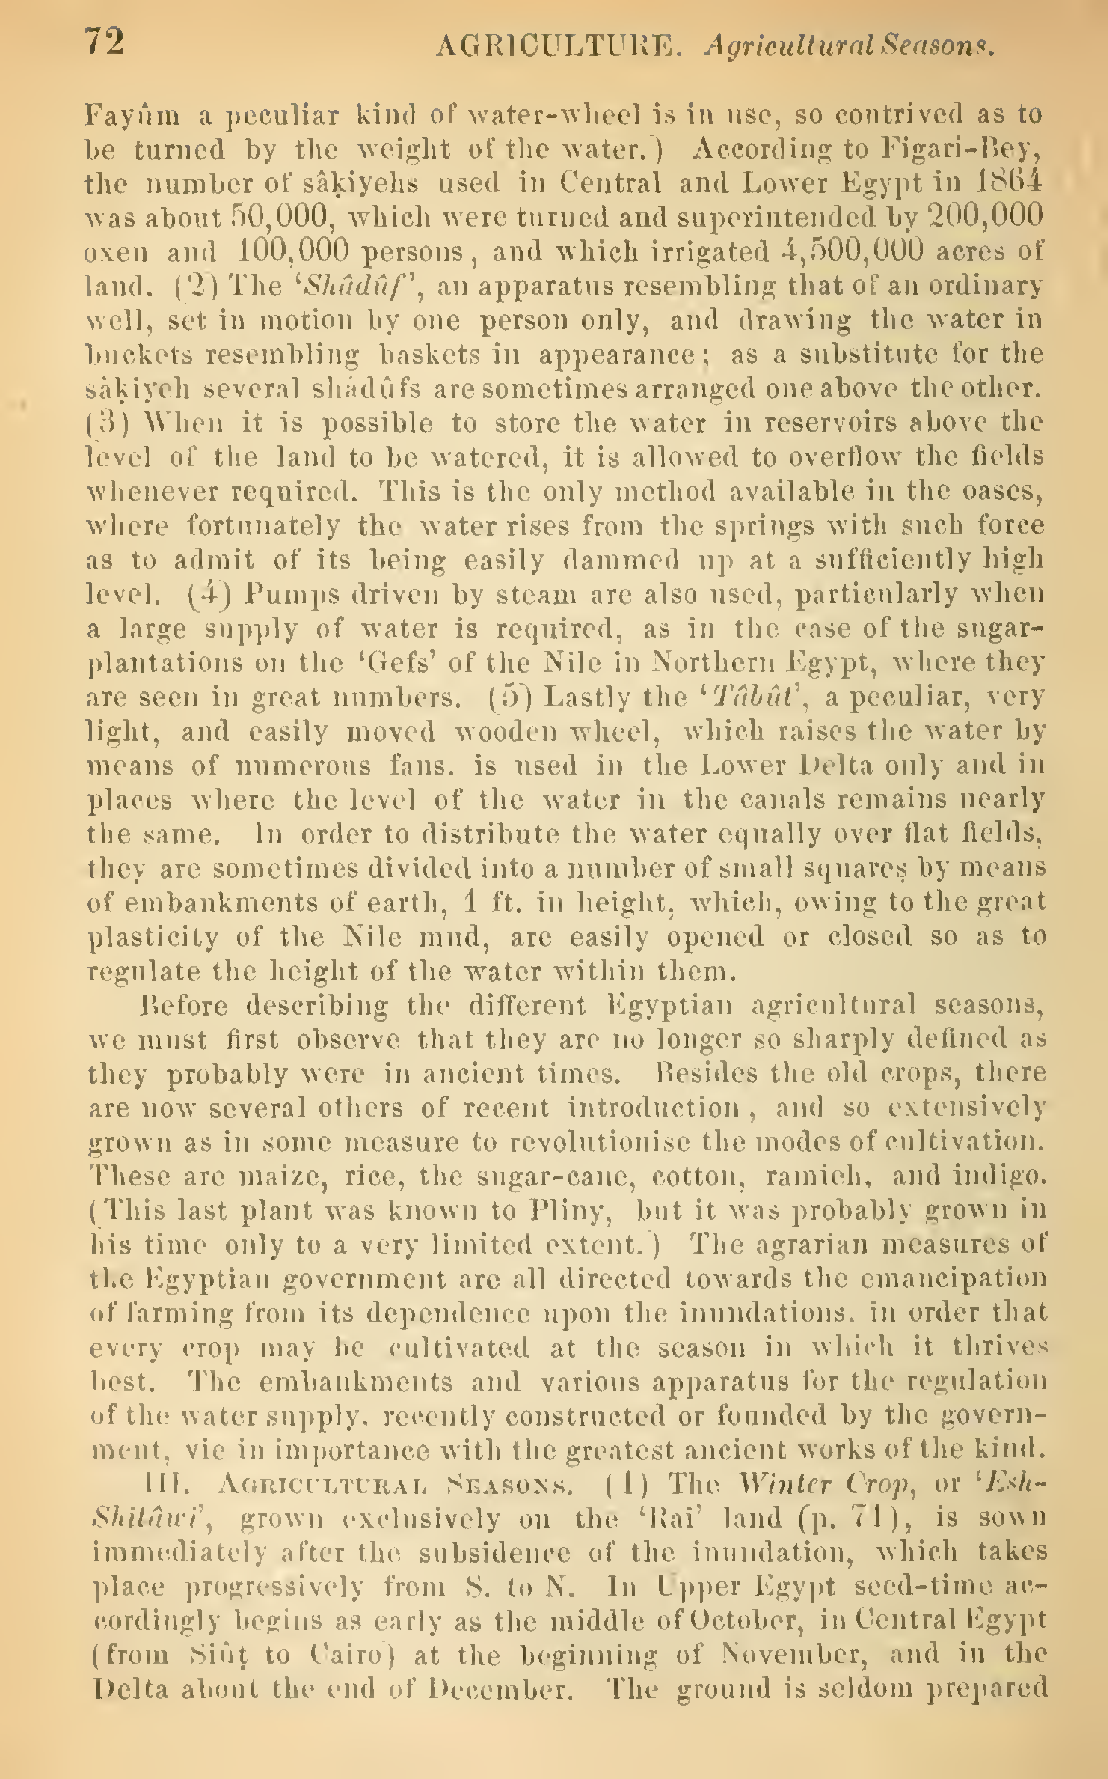 72 AGRICULTURE. Agricultural Seasons.
Fayûm a peculiar kind of water-wheel is in use, so contrived as to
be turned by the weight of the water.) According to Figari-Bey,
the number of sâḳiyehs used in Central and Lower Egypt in 1864
was about 50,000, which were turned and superintended by 200,000
oxen and 100,000 persons, and which irrigated 4,500,000 acres of
land. (2) The ‘Shâdûf’, an apparatus resembling that of an ordinary
well, set in motion by one person only, and drawing the water in
buckets resembling baskets in appearance; as a substitute for the
sâḳiyeh several shâdûfs are sometimes arranged one above the other.
(3) When it is possible to store the water in reservoirs above the
level of the land to be watered, it is allowed to overflow the fields
whenever required. This is the only method available in the oases,
where fortunately the water rises from the springs with such force
as to admit of its being easily dammed up at a sufficiently high
level. (4) Pumps driven by steam are also used, particularly when
a large supply of water is required, as in the case of the sugar-
plantations on the ‘Gefs’ of the Nile in Northern Egypt, where they
are seen in great numbers. (5) Lastly the ‘Tâbût’, a peculiar, very
light, and easily moved wooden wheel, which raises the water by
means of numerous fans, is used in the Lower Delta only and in
places where the level of the water in the canals remains nearly
the same. In order to distribute the water equally over flat fields,
they are sometimes divided into a number of small squares by means
of embankments of earth, 1 ft. in height, which, owing to the great
plasticity of the Nile mud, are easily opened or closed so as to
regulate the height of the water within them.
Before describing the different Egyptian agricultural seasons,
we must first observe that they are no longer so sharply defined as
they probably were in ancient times. Besides the old crops, there
are now several others of recent introduction, and so extensively
grown as in some measure to revolutionise the modes of cultivation.
These are maize, rice, the sugar-cane, cotton, ramieh, and indigo.
(This last plant was known to Pliny, but it was probably grown in
his time only to a very limited extent.) The agrarian measures of
the Egyptian government are all directed towards the emancipation
of farming from its dependence upon the inundations, in order that
every crop may be cultivated at the season in which it thrives
best. The embankments and various apparatus for the regulation
of the water supply, recently constructed or founded by the govern-
ment, vie in importance with the greatest ancient works of the kind.
III. AGRICULTURAL SEASONS. (1) The Winter Crop, or ‘Esh-
Shitâwi’, grown exclusively on the ‘Rai’ land (p. 71), is sown
immediately after the subsidence of the inundation, which takes
place progressively from S. to N. In Upper Egypt seed-time ac-
cordingly begins as early as the middle of October, in Central Egypt
(from Siûṭ to Cairo) at the beginning of November, and in the
Delta about the end of December. The ground is seldom prepared